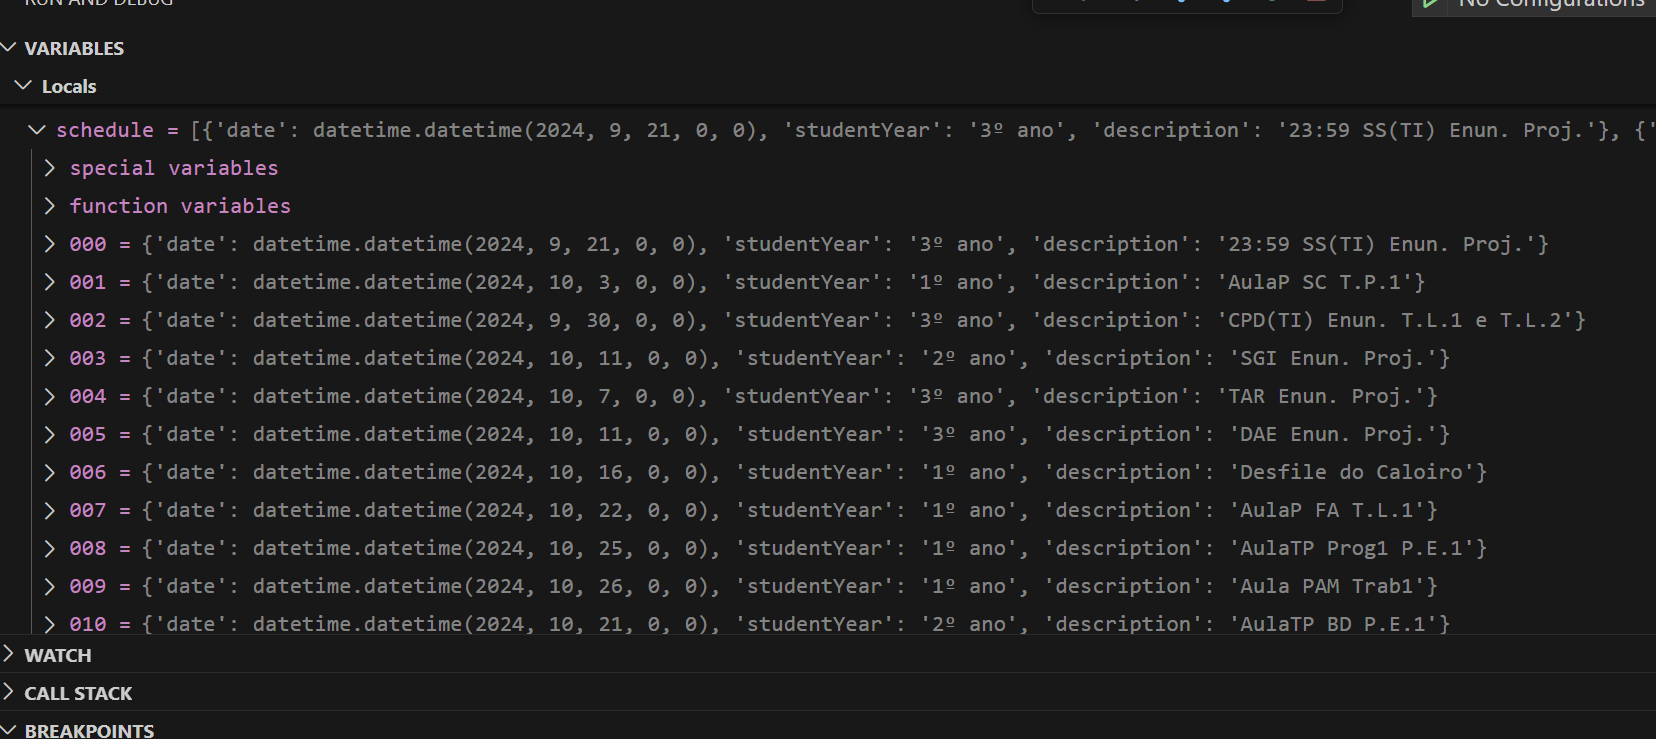 RUN AND DEBUG
No Configurations
VARIABLES
Locals
schedule = [{'date': datetime.datetime(2024, 9, 21, 0, 0), 'studentYear': '3º ano', 'description': '23:59 SS(TI) Enun. Proj.'}, {'
special variables
function variables
000 = {'date': datetime.datetime(2024, 9, 21, 0, 0), 'studentYear': '3º ano', 'description': '23:59 SS(TI) Enun. Proj.'}
001 = {'date': datetime.datetime(2024, 10, 3, 0, 0), 'studentYear': '1º ano', 'description': 'AulaP SC T.P.1'}
002 = {'date': datetime.datetime(2024, 9, 30, 0, 0), 'studentYear': '3º ano', 'description': 'CPD(TI) Enun. T.L.1 e T.L.2'}
003 = {'date': datetime.datetime(2024, 10, 11, 0, 0), 'studentYear': '2º ano', 'description': 'SGI Enun. Proj.'}
004 = {'date': datetime.datetime(2024, 10, 7, 0, 0), 'studentYear': '3º ano', 'description': 'TAR Enun. Proj.'}
005 = {'date': datetime.datetime(2024, 10, 11, 0, 0), 'studentYear': '3º ano', 'description': 'DAE Enun. Proj.'}
006 = {'date': datetime.datetime(2024, 10, 16, 0, 0), 'studentYear': '1º ano', 'description': 'Desfile do Caloiro'}
007 = {'date': datetime.datetime(2024, 10, 22, 0, 0), 'studentYear': '1º ano', 'description': 'AulaP FA T.L.1'}
008 = {'date': datetime.datetime(2024, 10, 25, 0, 0), 'studentYear': '1º ano', 'description': 'AulaTP Prog1 P.E.1'}
009 = {'date': datetime.datetime(2024, 10, 26, 0, 0), 'studentYear': '1º ano', 'description': 'Aula PAM Trab1'}
010 = {'date': datetime.datetime(2024, 10, 21, 0, 0), 'studentYear': '2º ano', 'description': 'AulaTP BD P.E.1'}
WATCH
CALL STACK
BREAKPOINTS